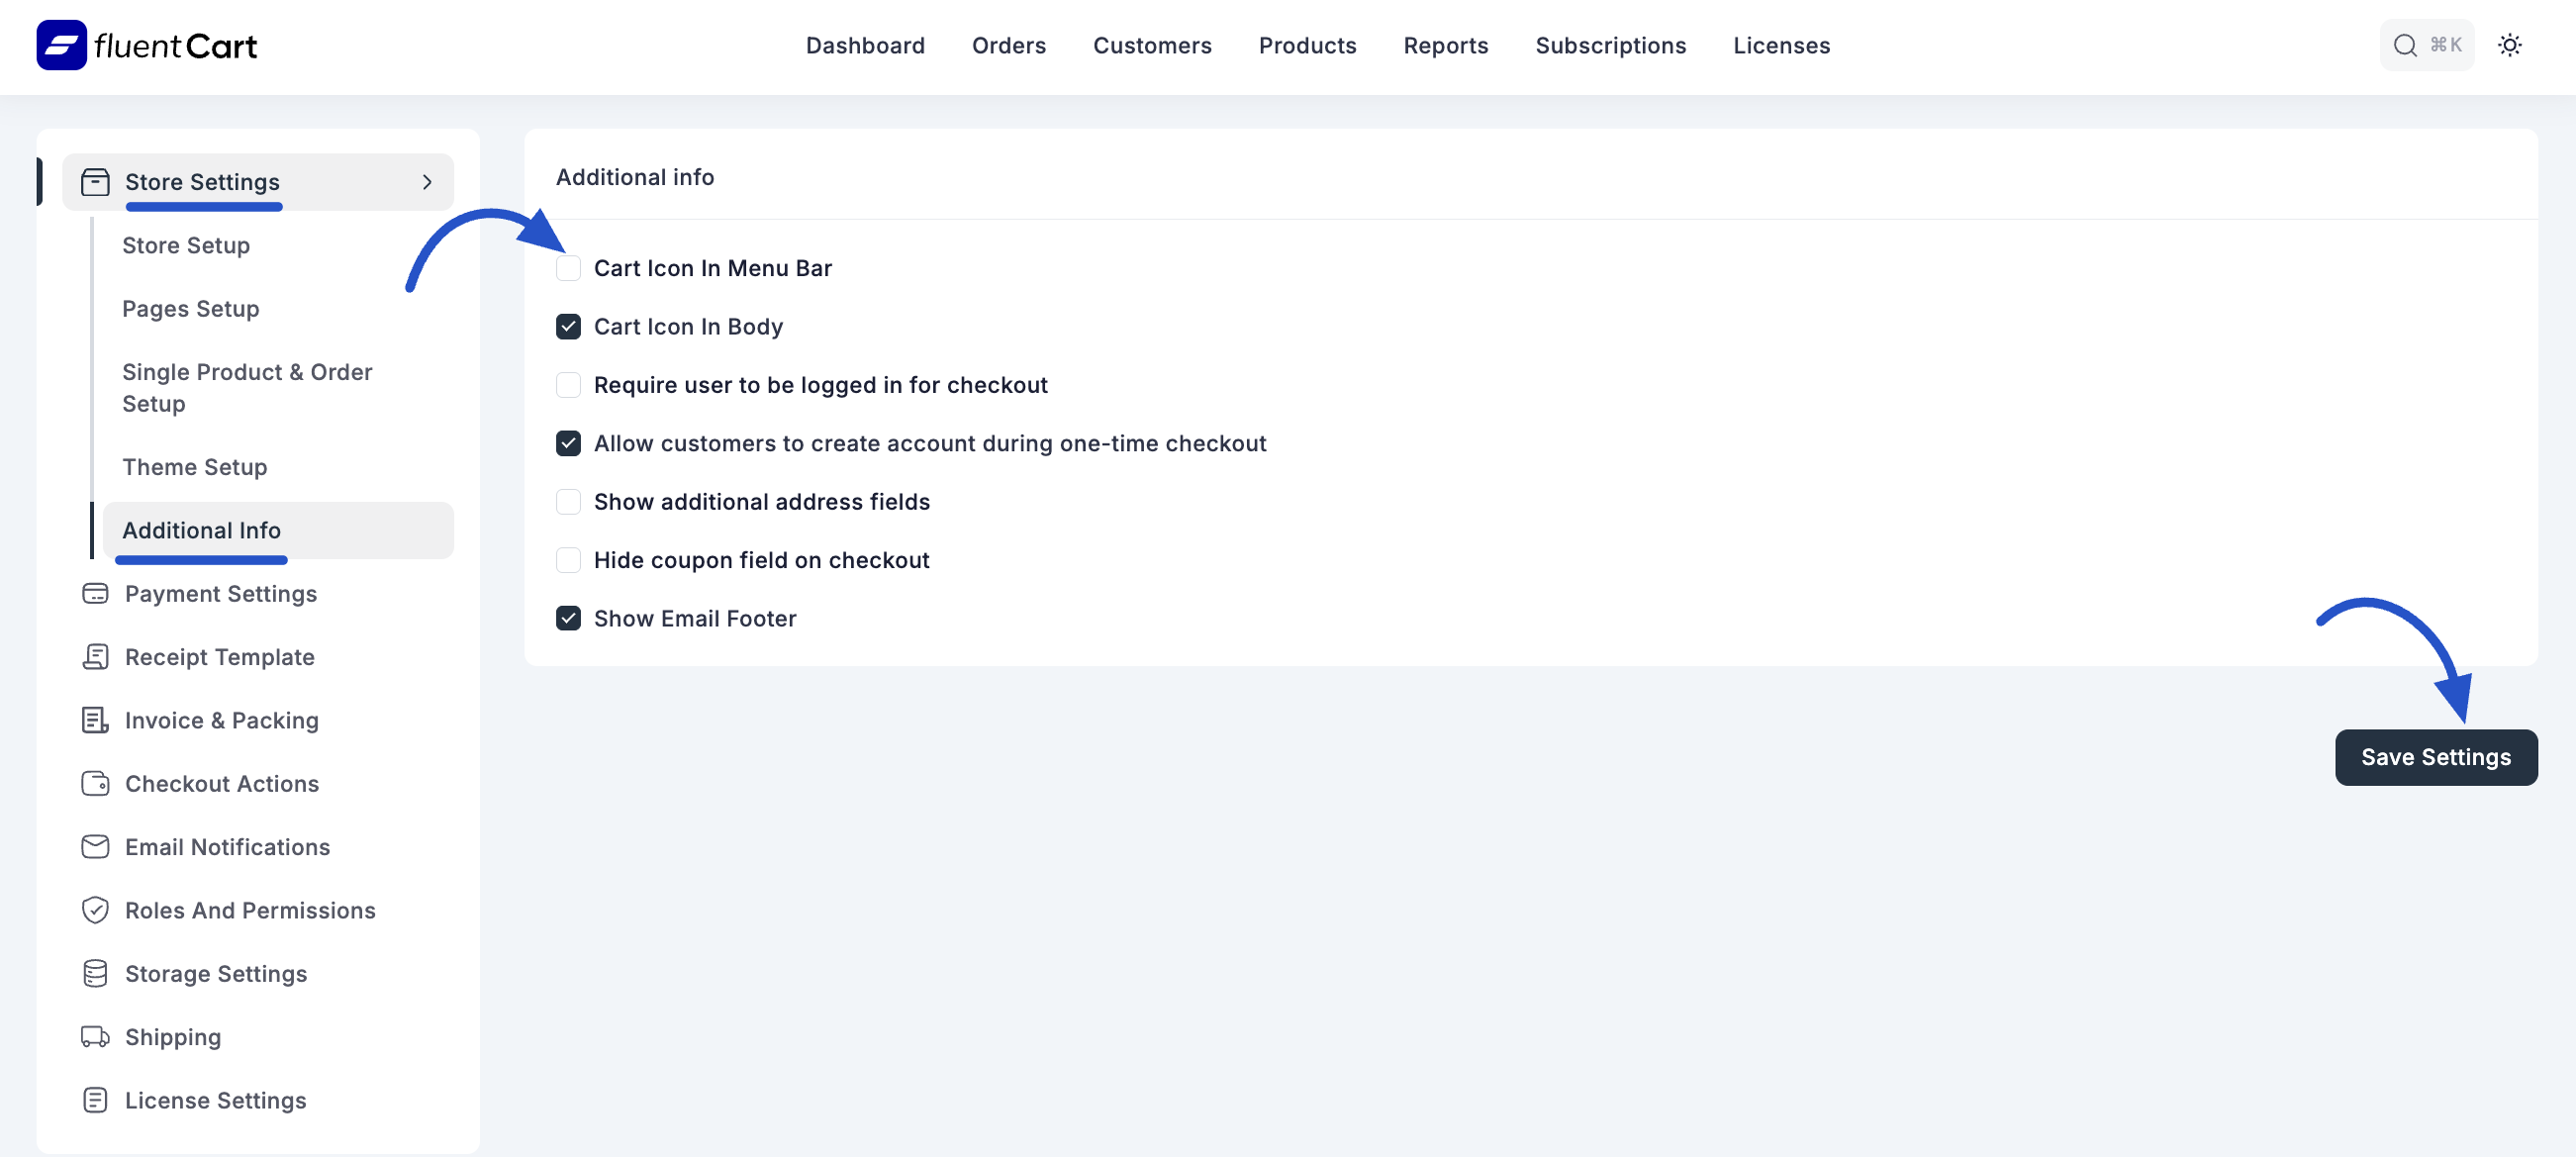 fluentCart
Dashboard
Orders
Customers
Products
Reports
Subscriptions
Licenses
⌘K
Store Settings
Store Setup
Pages Setup
Single Product & Order
Setup
Theme Setup
Additional Info
Payment Settings
Receipt Template
Invoice & Packing
Checkout Actions
Email Notifications
Roles And Permissions
Storage Settings
Shipping
License Settings
Additional info
Cart Icon In Menu Bar
Cart Icon In Body
Require user to be logged in for checkout
Allow customers to create account during one-time checkout
Show additional address fields
Hide coupon field on checkout
Show Email Footer
Save Settings